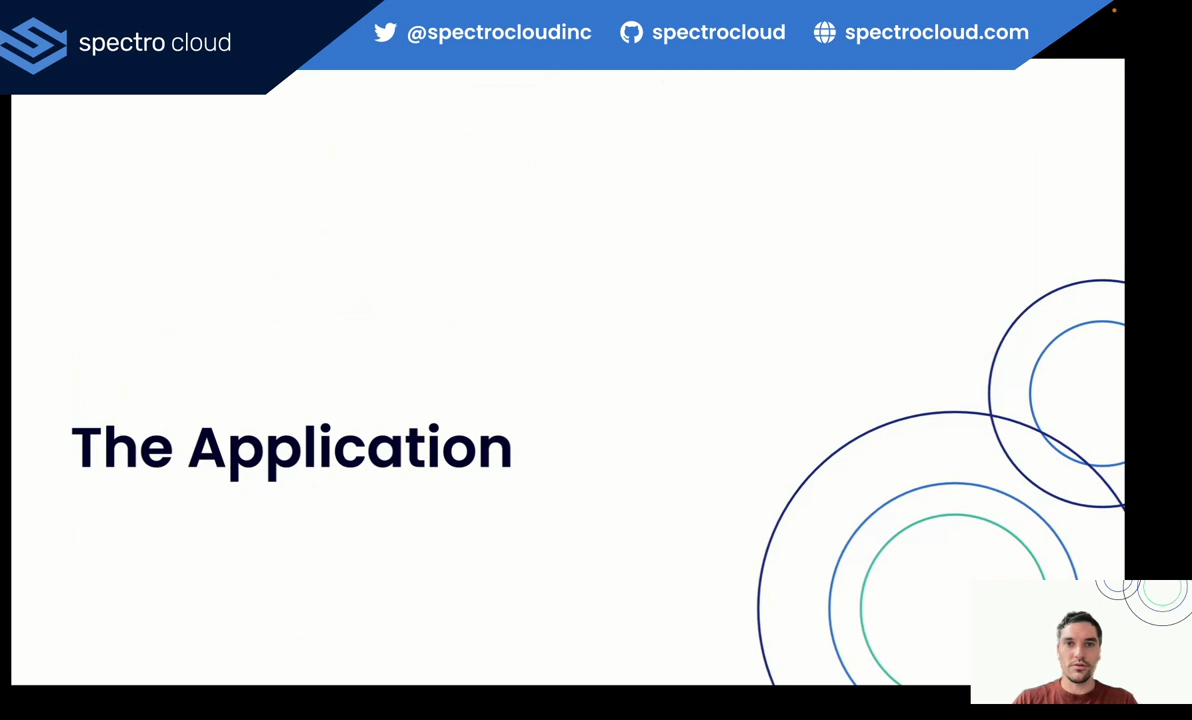 spectro cloud
@spectrocloudinc
spectrocloud
spectrocloud.com
The Application